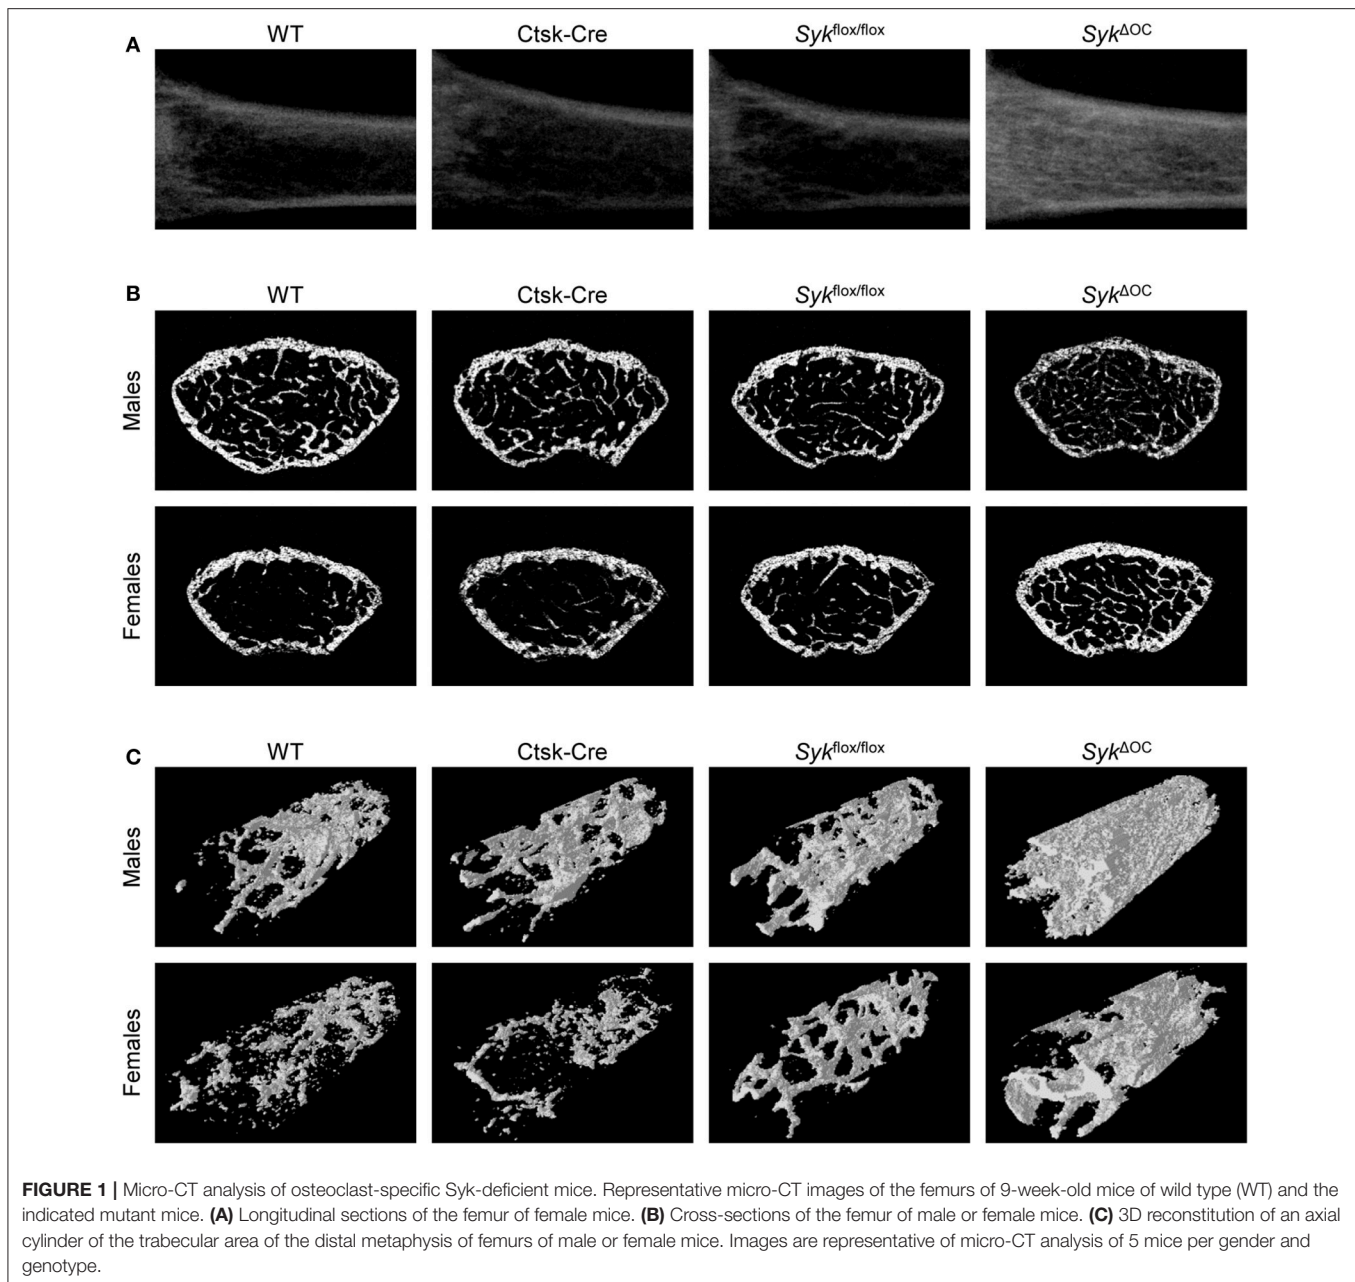 A
WT
Ctsk-Cre
Syk^flox/flox
Syk^ΔOC
B
WT
Ctsk-Cre
Syk^flox/flox
Syk^ΔOC
Males
Females
C
WT
Ctsk-Cre
Syk^flox/flox
Syk^ΔOC
Males
Females
FIGURE 1 | Micro-CT analysis of osteoclast-specific Syk-deficient mice. Representative micro-CT images of the femurs of 9-week-old mice of wild type (WT) and the
indicated mutant mice. (A) Longitudinal sections of the femur of female mice. (B) Cross-sections of the femur of male or female mice. (C) 3D reconstitution of an axial
cylinder of the trabecular area of the distal metaphysis of femurs of male or female mice. Images are representative of micro-CT analysis of 5 mice per gender and
genotype.